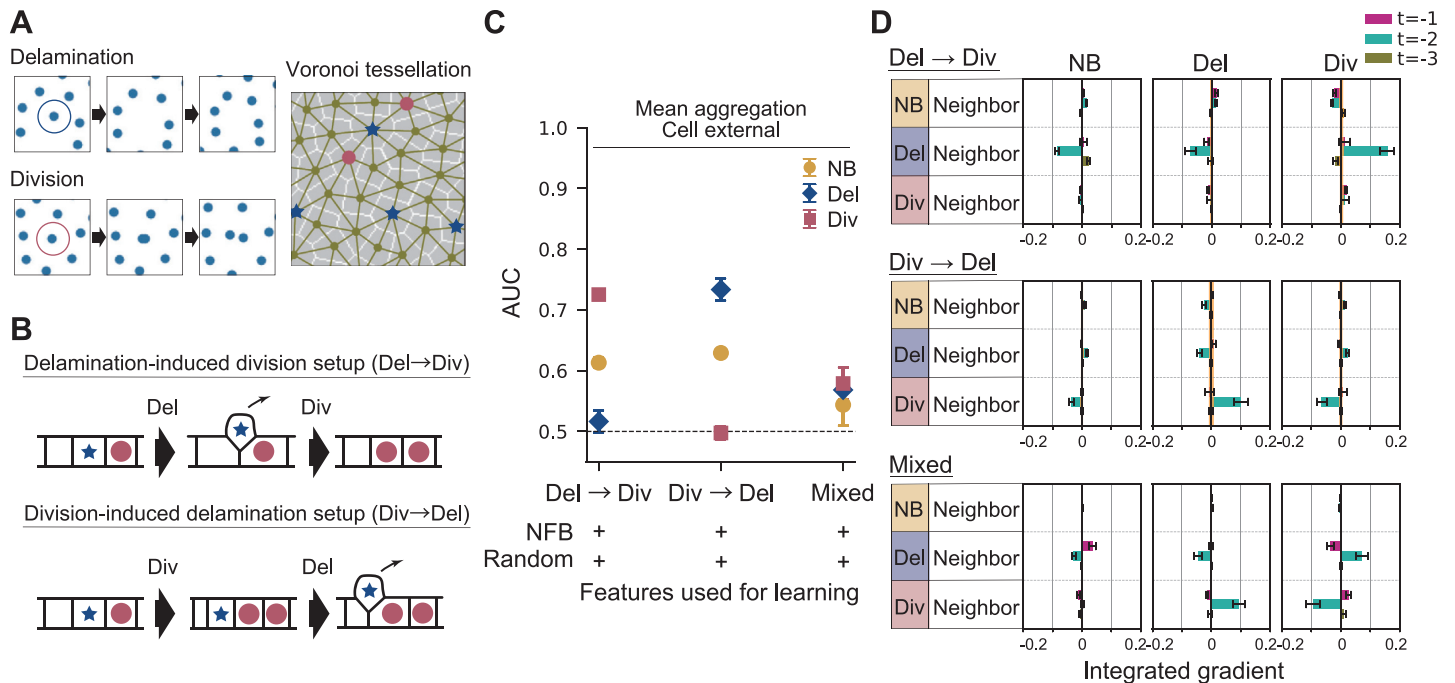 A
Delamination
Division
Voronoi tessellation
B
Delamination-induced division setup (Del→Div)
Del
Div
Division-induced delamination setup (Div→Del)
Div
Del
C
Mean aggregation
Cell external
NB
Del
Div
AUC
1.0
0.9
0.8
0.7
0.6
0.5
Del → Div
Div → Del
Mixed
NFB + + +
Random + + +
Features used for learning
D
t=-1
t=-2
t=-3
Del → Div
NB
Del
Div
NB Neighbor
Del Neighbor
Div Neighbor
-0.2 0 0.2
-0.2 0 0.2
-0.2 0 0.2
Div → Del
NB Neighbor
Del Neighbor
Div Neighbor
-0.2 0 0.2
-0.2 0 0.2
-0.2 0 0.2
Mixed
NB Neighbor
Del Neighbor
Div Neighbor
-0.2 0 0.2
-0.2 0 0.2
-0.2 0 0.2
Integrated gradient